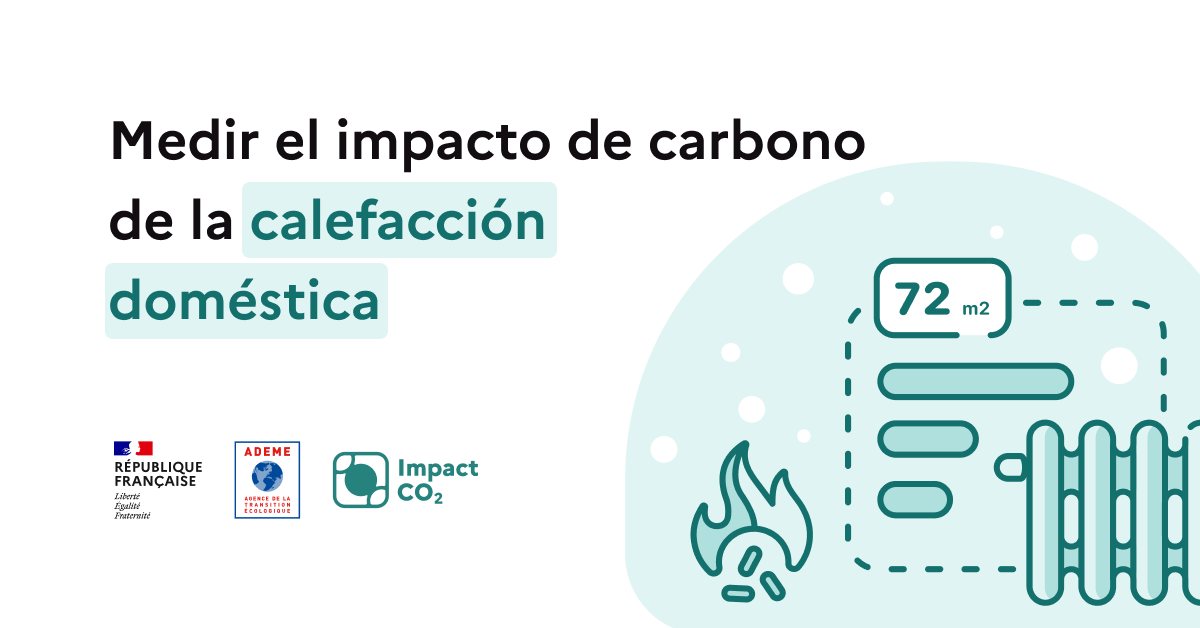 Medir el impacto de carbono
de la calefacción
doméstica
72 m2
RÉPUBLIQUE
FRANÇAISE
Liberté
Égalité
Fraternité
ADEME
AGENCE DE LA
TRANSITION
ÉCOLOGIQUE
Impact
CO₂